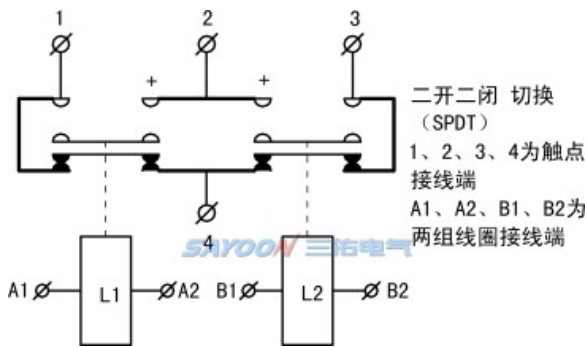 1 2 3
+ +
二开二闭 切换
（SPDT）
1、2、3、4为触点
接线端
A1、A2、B1、B2为
两组线圈接线端
4
SAYOON 三佑电气
A1 L1 A2 B1 L2 B2